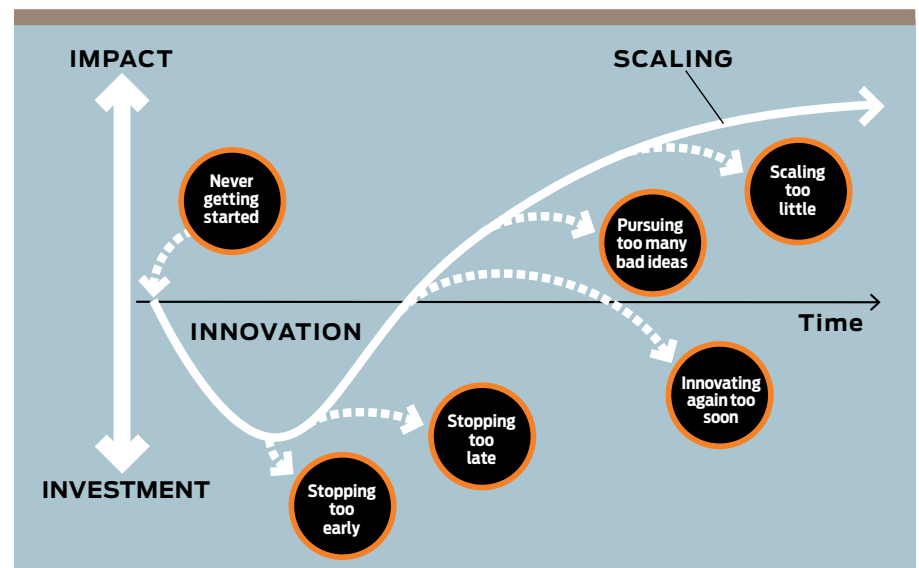 IMPACT
SCALING
Never
getting
started
Scaling
too
little
Pursuing
too many
bad ideas
INNOVATION
Time
Innovating
again too
soon
Stopping
too
late
INVESTMENT
Stopping
too
early